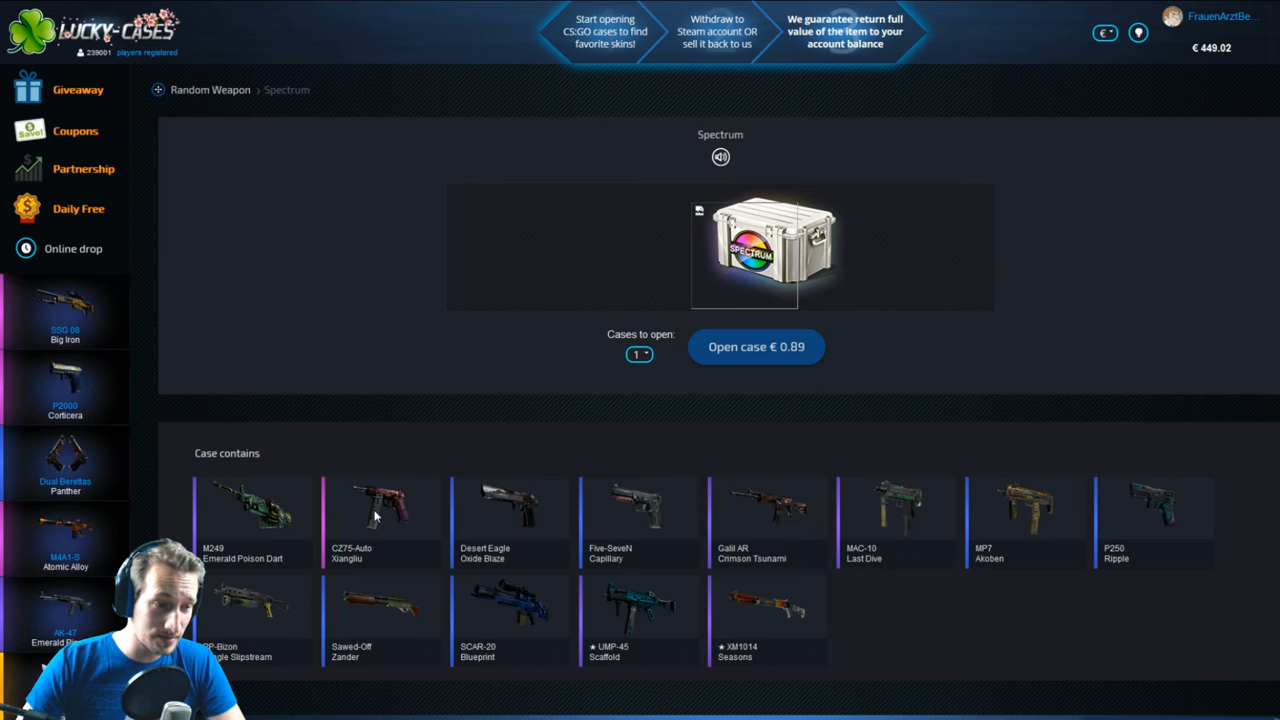 LUCKY-CASES
239001 players registered
Start opening
CS:GO cases to find
favorite skins!
Withdraw to
Steam account OR
sell it back to us
We guarantee return full
value of the item to your
account balance
€
FrauenArztBe...
€ 449.02
Giveaway
Save!
Coupons
Partnership
Daily Free
Online drop
Random Weapon > Spectrum
Spectrum
SPECTRUM
Cases to open:
1
Open case € 0.89
SSG 08
Big Iron
P2000
Corticera
Dual Berettas
Panther
M4A1-S
Atomic Alloy
AK-47
Emerald
Case contains
M249
Emerald Poison Dart
CZ75-Auto
Xiangliu
Desert Eagle
Oxide Blaze
Five-SeveN
Capillary
Galil AR
Crimson Tsunami
MAC-10
Last Dive
MP7
Akoben
P250
Ripple
PP-Bizon
Slipstream
Sawed-Off
Zander
SCAR-20
Blueprint
★ UMP-45
Scaffold
★ XM1014
Seasons